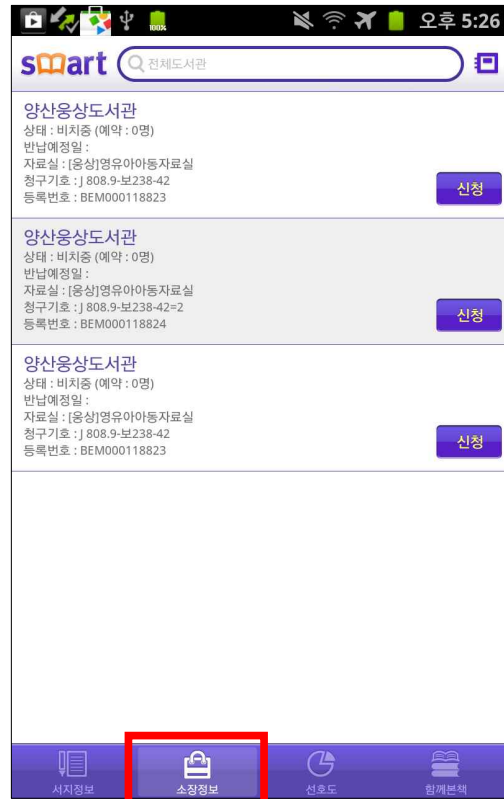 100%
오후 5:26
smart
전체도서관
양산웅상도서관
상태 : 비치중 (예약 : 0명)
반납예정일 :
자료실 : [웅상]영유아아동자료실
청구기호 : J 808.9-보238-42
등록번호 : BEM000118823
신청
양산웅상도서관
상태 : 비치중 (예약 : 0명)
반납예정일 :
자료실 : [웅상]영유아아동자료실
청구기호 : J 808.9-보238-42=2
등록번호 : BEM000118824
신청
양산웅상도서관
상태 : 비치중 (예약 : 0명)
반납예정일 :
자료실 : [웅상]영유아아동자료실
청구기호 : J 808.9-보238-42
등록번호 : BEM000118823
신청
서지정보
소장정보
선호도
함께본책